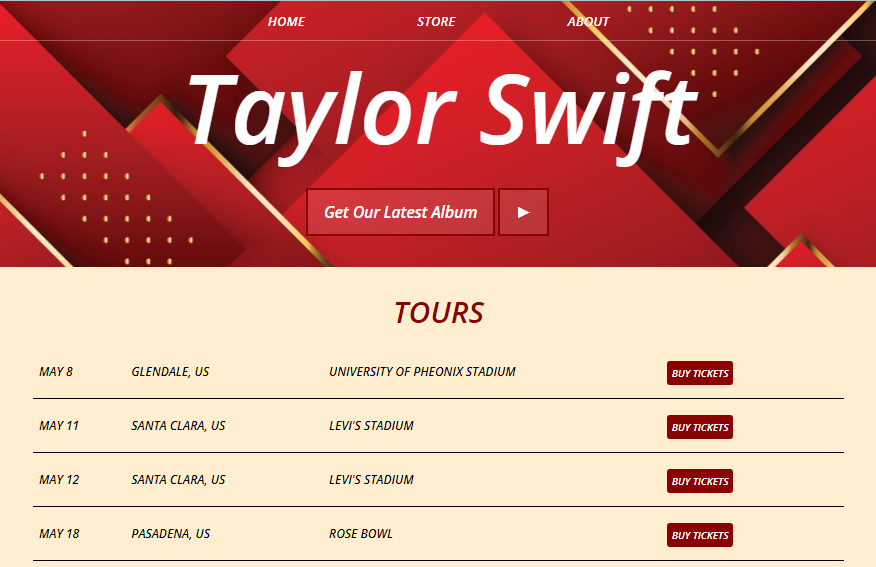 HOME STORE ABOUT
Taylor Swift
Get Our Latest Album ►
TOURS
MAY 8 GLENDALE, US UNIVERSITY OF PHEONIX STADIUM BUY TICKETS
MAY 11 SANTA CLARA, US LEVI'S STADIUM BUY TICKETS
MAY 12 SANTA CLARA, US LEVI'S STADIUM BUY TICKETS
MAY 18 PASADENA, US ROSE BOWL BUY TICKETS